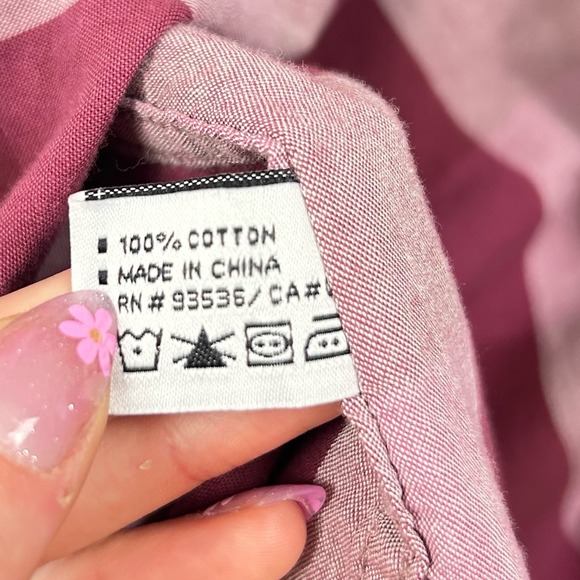 100% COTTON
MADE IN CHINA
RN# 93536/CA#